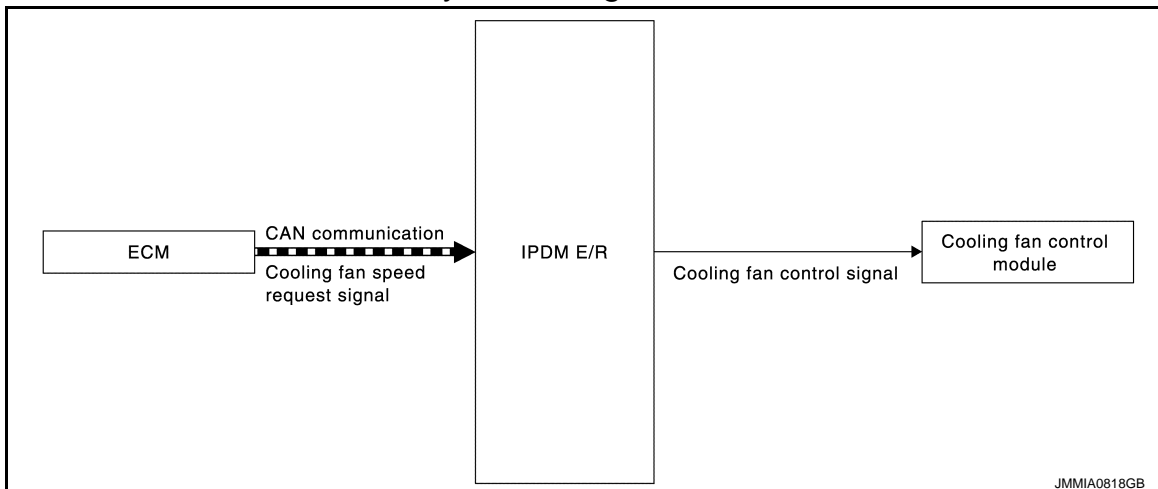 ECM
CAN communication
Cooling fan speed
request signal
IPDM E/R
Cooling fan control signal
Cooling fan control
module
JMMIA0818GB